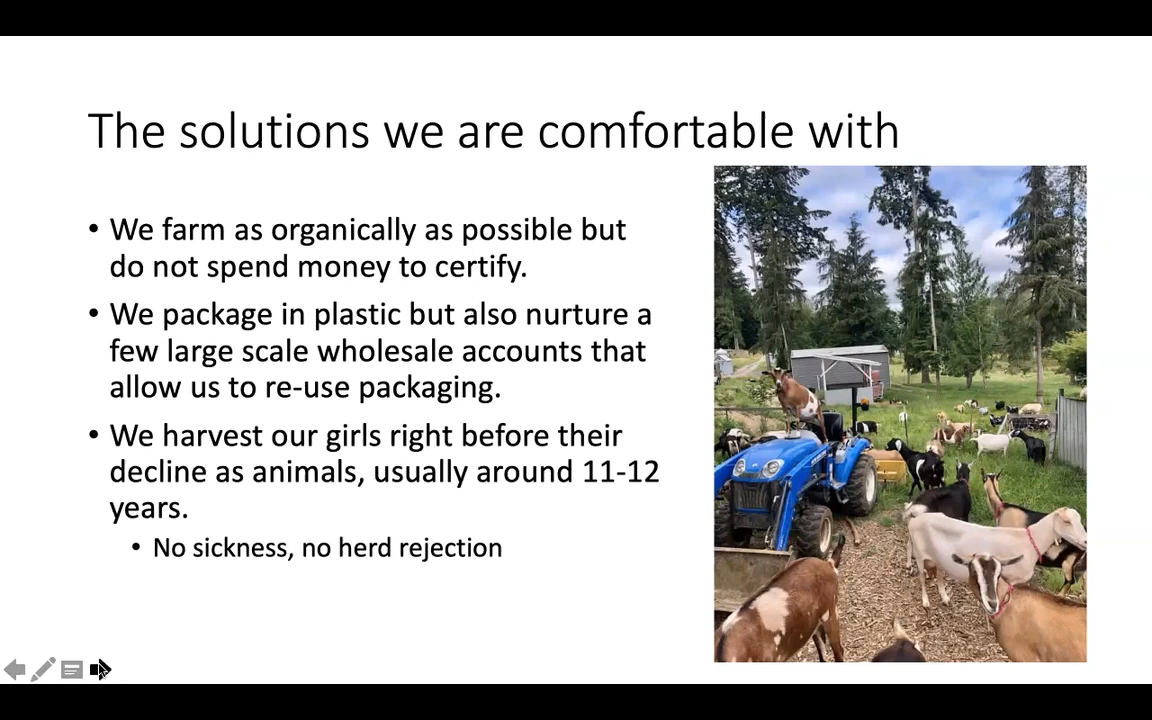 The solutions we are comfortable with
• We farm as organically as possible but
do not spend money to certify.
• We package in plastic but also nurture a
few large scale wholesale accounts that
allow us to re-use packaging.
• We harvest our girls right before their
decline as animals, usually around 11-12
years.
• No sickness, no herd rejection